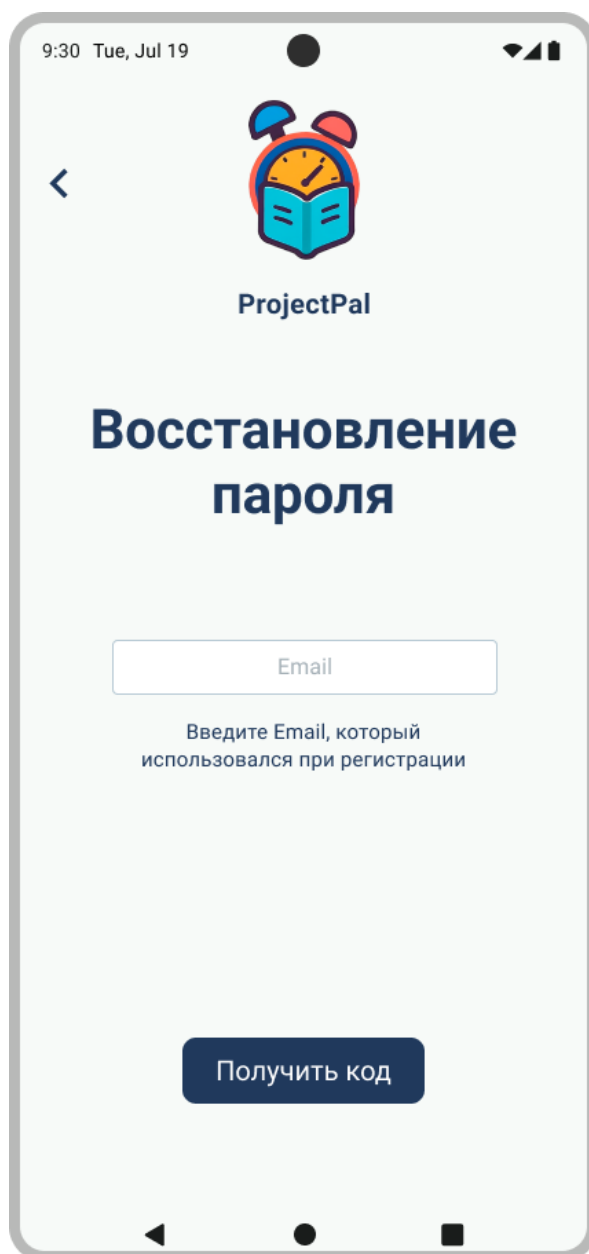 9:30 Tue, Jul 19
ProjectPal
Восстановление
пароля
Email
Введите Email, который
использовался при регистрации
Получить код